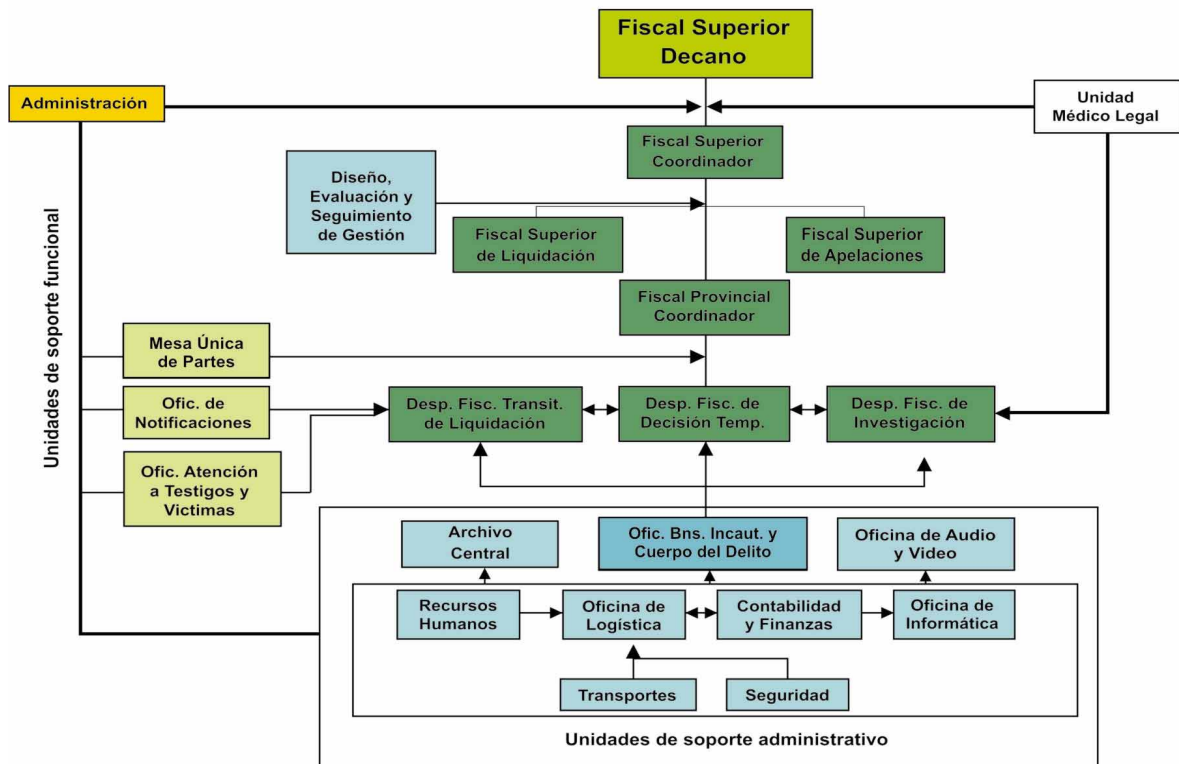 Fiscal Superior
Decano
Administración
Unidad
Médico Legal
Fiscal Superior
Coordinador
Diseño,
Evaluación y
Seguimiento
de Gestión
Fiscal Superior
de Liquidación
Fiscal Superior
de Apelaciones
Fiscal Provincial
Coordinador
Unidades de soporte funcional
Mesa Única
de Partes
Ofic. de
Notificaciones
Desp. Fisc. Transit.
de Liquidación
Desp. Fisc. de
Decisión Temp.
Desp. Fisc. de
Investigación
Ofic. Atención
a Testigos y
Victimas
Archivo
Central
Ofic. Bns. Incaut. y
Cuerpo del Delito
Oficina de Audio
y Video
Recursos
Humanos
Oficina de
Logística
Contabilidad
y Finanzas
Oficina de
Informática
Transportes
Seguridad
Unidades de soporte administrativo